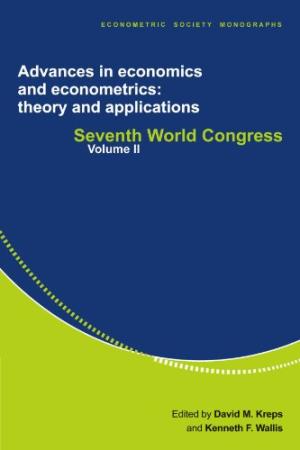 ECONOMETRIC SOCIETY MONOGRAPHS
Advances in economics
and econometrics:
theory and applications
Seventh World Congress
Volume II
Edited by David M. Kreps
and Kenneth F. Wallis